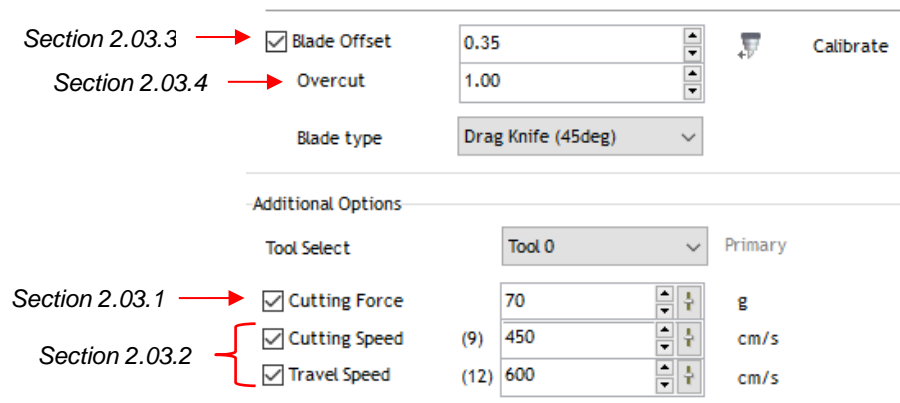 Section 2.03.3 Blade Offset 0.35 Calibrate
Section 2.03.4 Overcut 1.00
Blade type Drag Knife (45deg)
Additional Options
Tool Select Tool 0 Primary
Section 2.03.1 Cutting Force 70 g
Cutting Speed (9) 450 cm/s
Section 2.03.2
Travel Speed (12) 600 cm/s